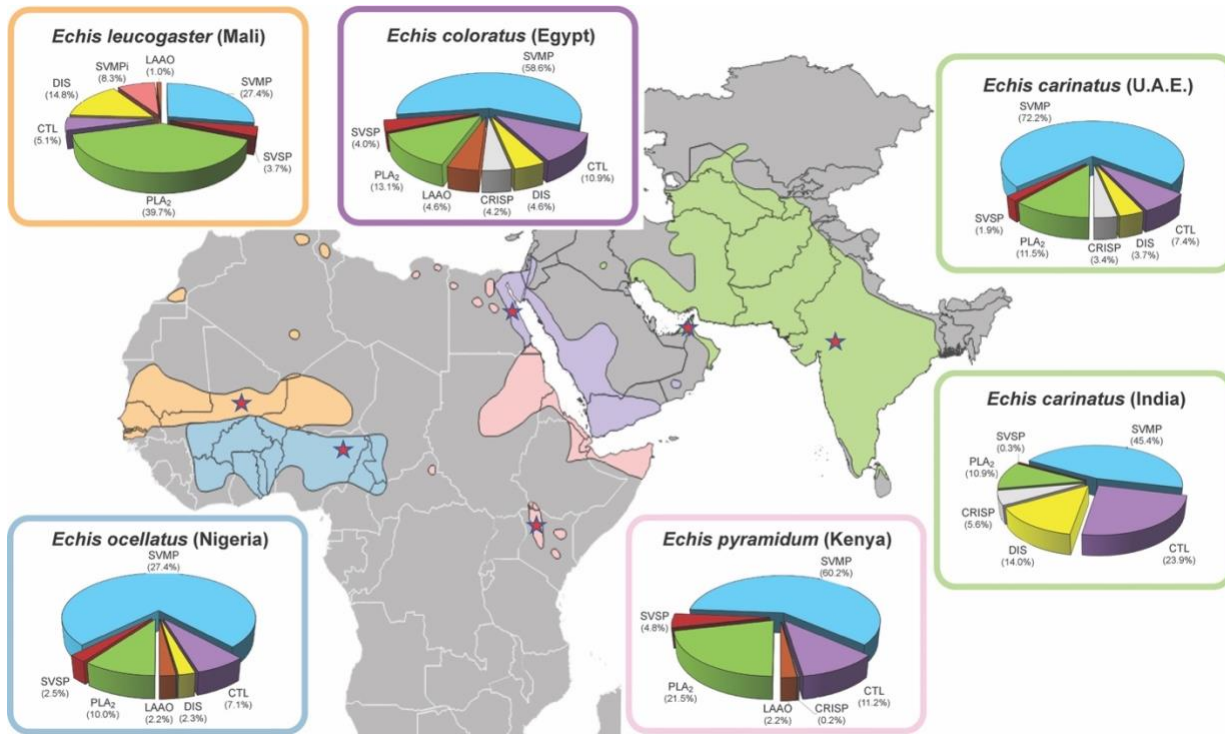 Echis leucogaster (Mali)
LAAO
(1.0%)
SVMPi
(8.3%)
SVMP
(27.4%)
DIS
(14.8%)
CTL
(5.1%)
SVSP
(3.7%)
PLA₂
(39.7%)
Echis coloratus (Egypt)
SVMP
(58.6%)
SVSP
(4.0%)
PLA₂
(13.1%)
LAAO
(4.6%)
CRISP
(4.2%)
DIS
(4.6%)
CTL
(10.9%)
Echis carinatus (U.A.E.)
SVMP
(72.2%)
SVSP
(1.9%)
PLA₂
(11.5%)
CRISP
(3.4%)
DIS
(3.7%)
CTL
(7.4%)
Echis carinatus (India)
SVMP
(45.4%)
SVSP
(0.3%)
PLA₂
(10.9%)
CRISP
(5.6%)
DIS
(14.0%)
CTL
(23.9%)
Echis ocellatus (Nigeria)
SVMP
(27.4%)
SVSP
(2.5%)
PLA₂
(10.0%)
LAAO
(2.2%)
DIS
(2.3%)
CTL
(7.1%)
Echis pyramidum (Kenya)
SVMP
(60.2%)
SVSP
(4.8%)
PLA₂
(21.5%)
LAAO
(2.2%)
CRISP
(0.2%)
CTL
(11.2%)